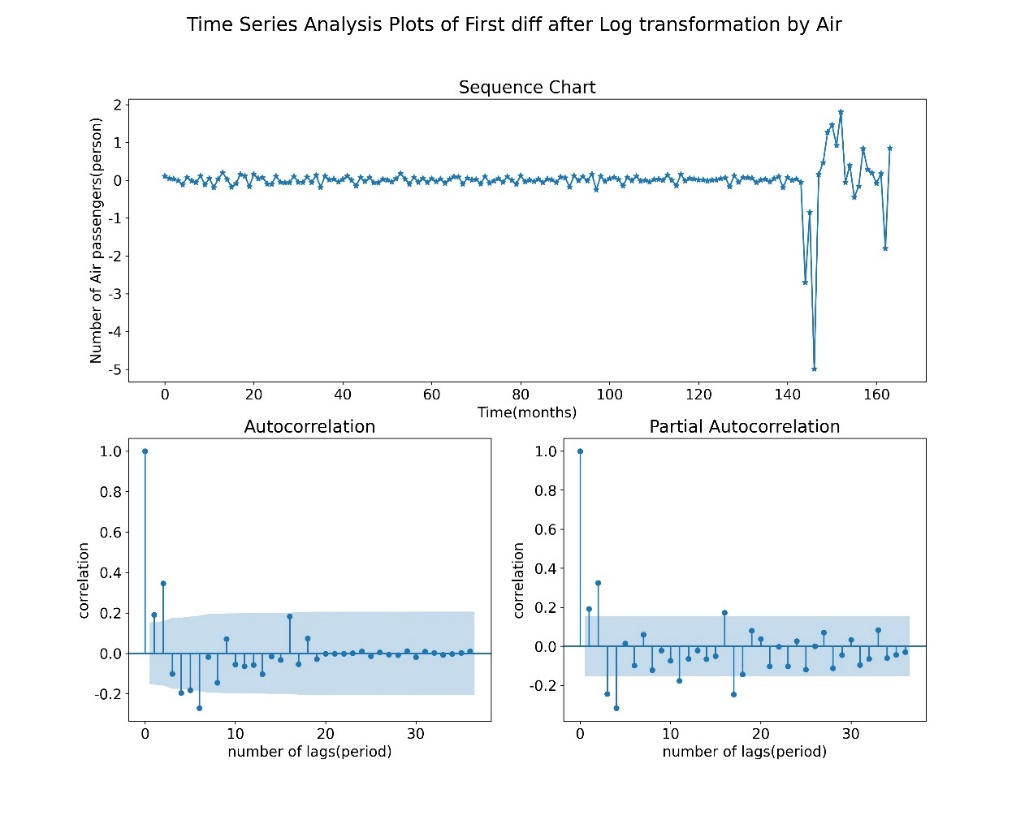 Time Series Analysis Plots of First diff after Log transformation by Air
Sequence Chart
Number of Air passengers(person)
2
1
0
-1
-2
-3
-4
-5
0 20 40 60 80 100 120 140 160
Time(months)
Autocorrelation
correlation
1.0
0.8
0.6
0.4
0.2
0.0
-0.2
0 10 20 30
number of lags(period)
Partial Autocorrelation
correlation
1.0
0.8
0.6
0.4
0.2
0.0
-0.2
0 10 20 30
number of lags(period)